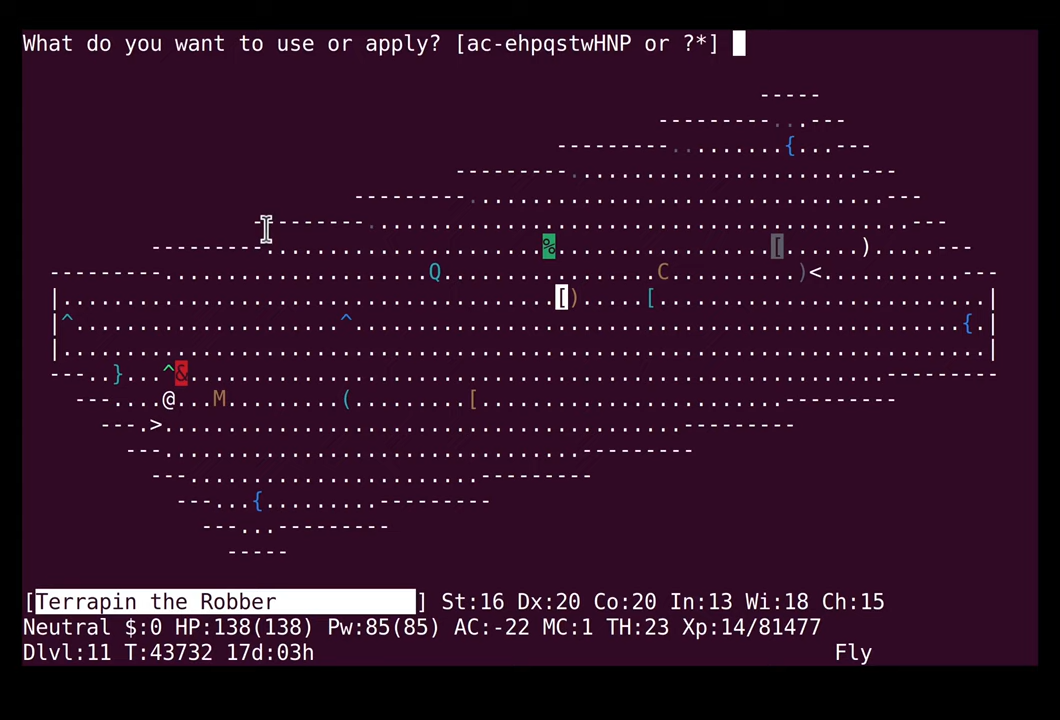 What do you want to use or apply? [ac-ehpqstwHNP or ?*]
-----
---------...---
---------........{...---
---------.......................---
---------.................................---
---------...........................................---
---------.......................%.................[......).....---
---------.....................Q..................C..........)<...........---
|.......................................[).....[...........................|
|^.....................^................................................{.|
|.........................................................................|
---..}...^&.......................................................---------
---....@...M.........(..........[........................---------
---.>.........................................---------
---.................................---------
---.......................---------
---...{.........---------
---...---------
-----
[Terrapin the Robber ] St:16 Dx:20 Co:20 In:13 Wi:18 Ch:15
Neutral $:0 HP:138(138) Pw:85(85) AC:-22 MC:1 TH:23 Xp:14/81477
Dlvl:11 T:43732 17d:03h Fly